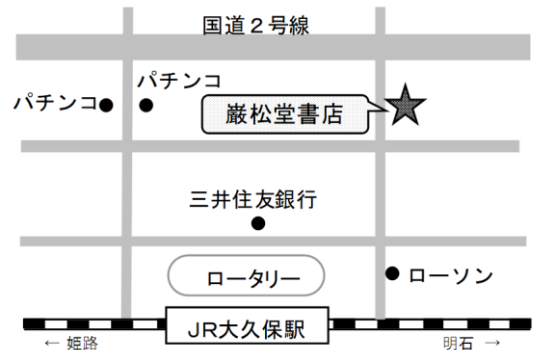 国道２号線
パチンコ
パチンコ
巌松堂書店
三井住友銀行
ロータリー
ローソン
JR大久保駅
← 姫路
明石 →